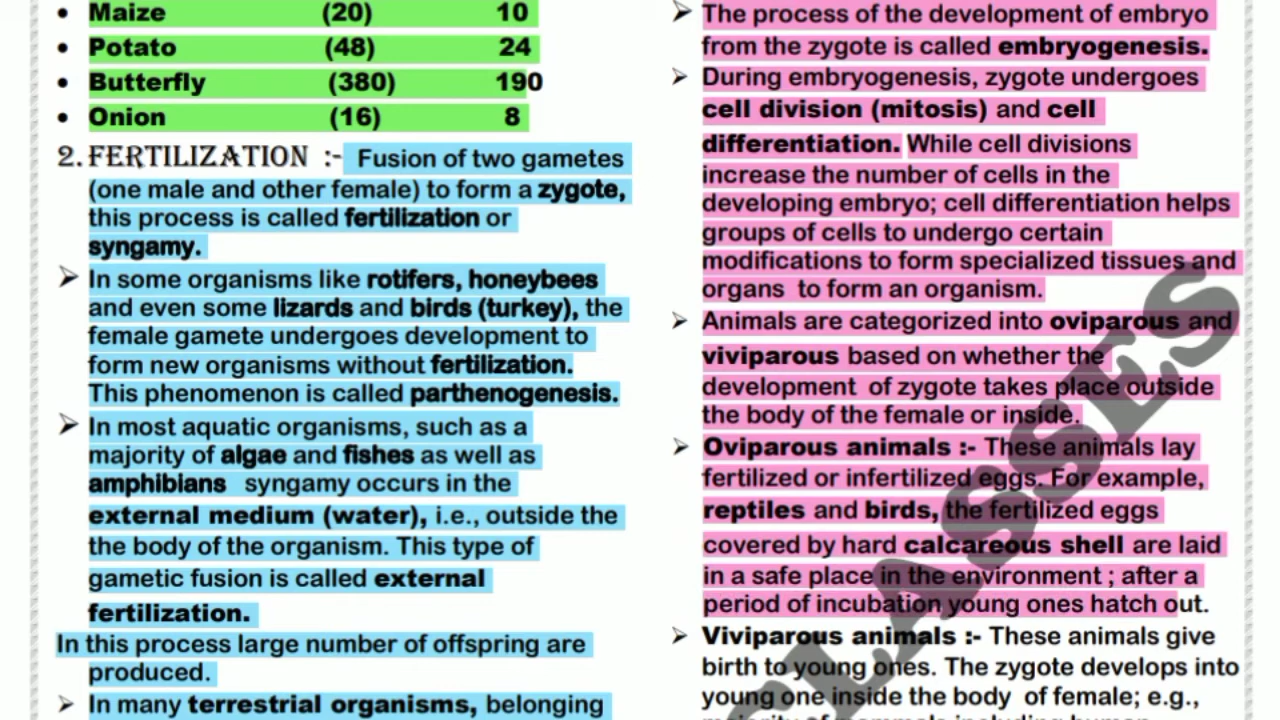 • Maize (20) 10
• Potato (48) 24
• Butterfly (380) 190
• Onion (16) 8
2. FERTILIZATION :- Fusion of two gametes
(one male and other female) to form a zygote,
this process is called fertilization or
syngamy.
➢ In some organisms like rotifers, honeybees
and even some lizards and birds (turkey), the
female gamete undergoes development to
form new organisms without fertilization.
This phenomenon is called parthenogenesis.
➢ In most aquatic organisms, such as a
majority of algae and fishes as well as
amphibians syngamy occurs in the
external medium (water), i.e., outside the
the body of the organism. This type of
gametic fusion is called external
fertilization.
In this process large number of offspring are
produced.
➢ In many terrestrial organisms, belonging
➢ The process of the development of embryo
from the zygote is called embryogenesis.
➢ During embryogenesis, zygote undergoes
cell division (mitosis) and cell
differentiation. While cell divisions
increase the number of cells in the
developing embryo; cell differentiation helps
groups of cells to undergo certain
modifications to form specialized tissues and
organs to form an organism.
➢ Animals are categorized into oviparous and
viviparous based on whether the
development of zygote takes place outside
the body of the female or inside.
➢ Oviparous animals :- These animals lay
fertilized or infertilized eggs. For example,
reptiles and birds, the fertilized eggs
covered by hard calcareous shell are laid
in a safe place in the environment ; after a
period of incubation young ones hatch out.
➢ Viviparous animals :- These animals give
birth to young ones. The zygote develops into
young one inside the body of female; e.g.,
majority of mammals including human
CLASSES